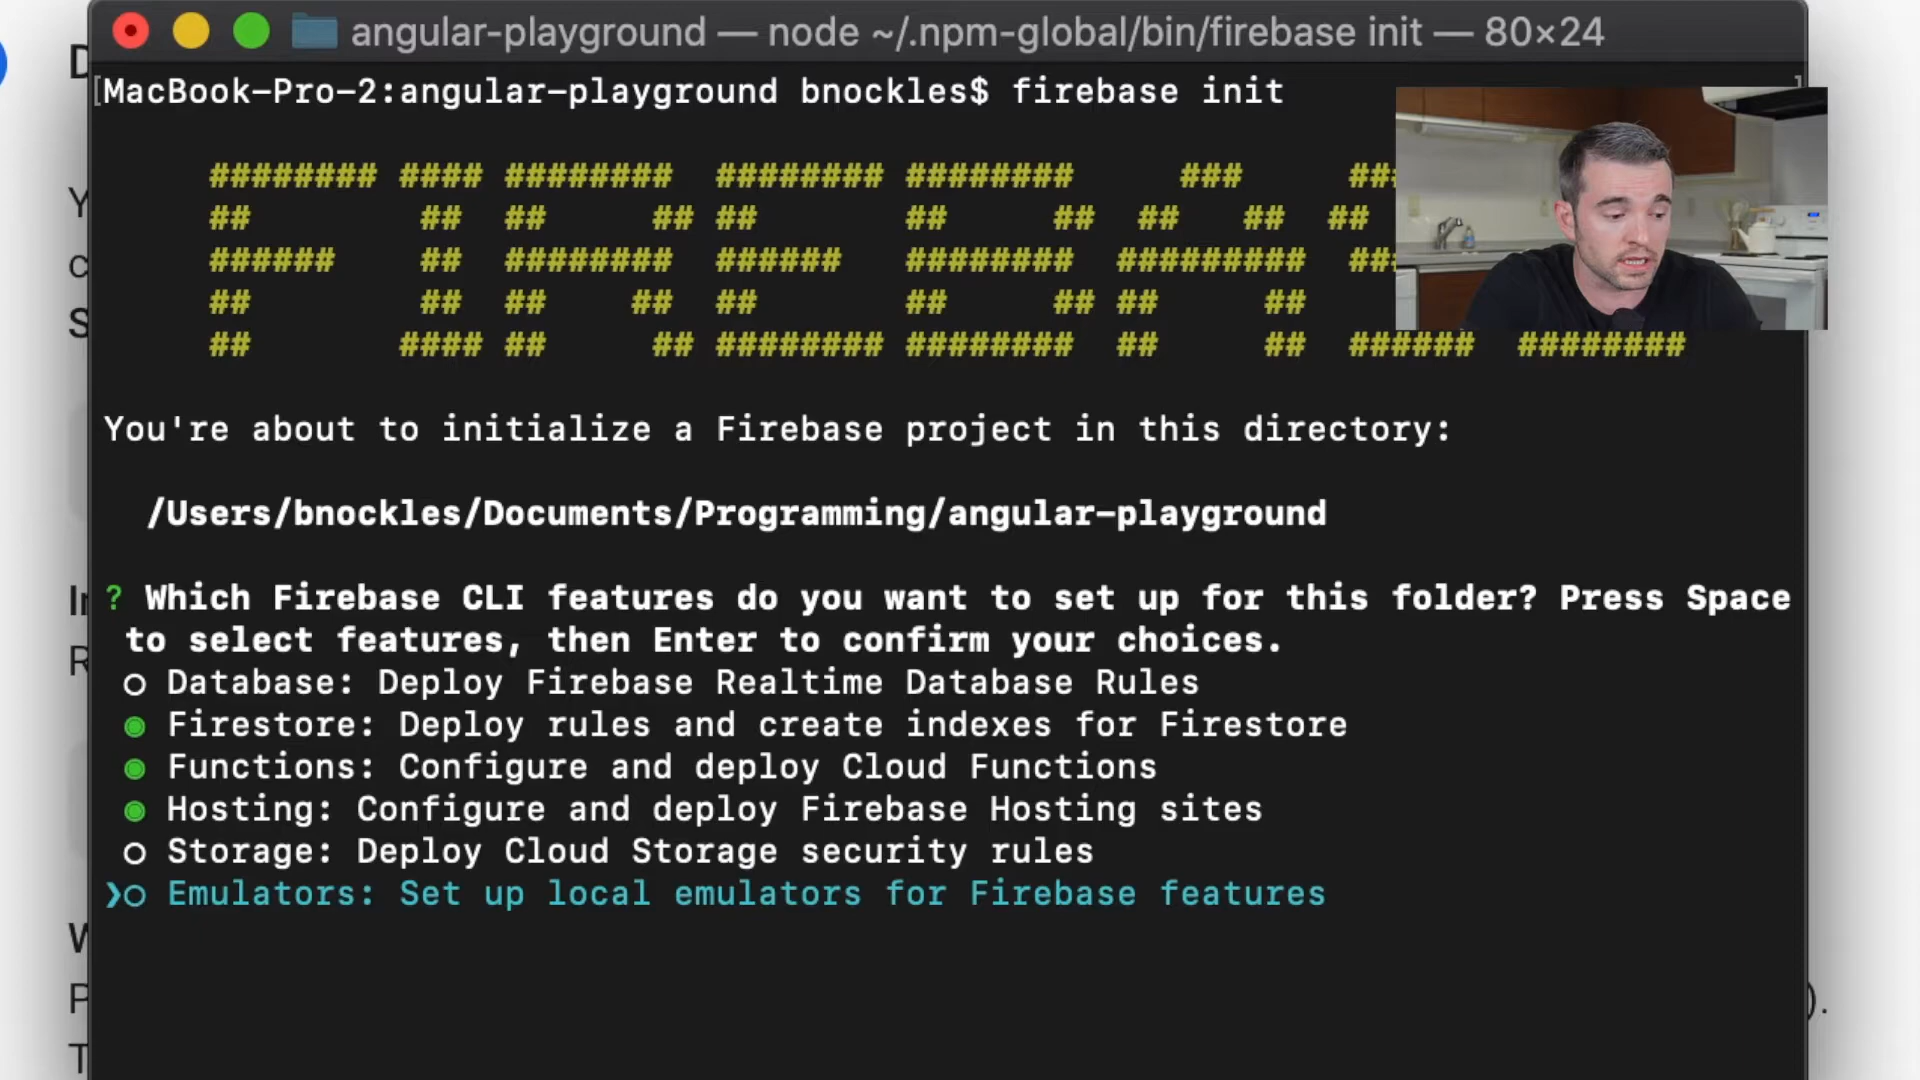 angular-playground — node ~/.npm-global/bin/firebase init — 80×24
[MacBook-Pro-2:angular-playground bnockles$ firebase init ]
######## #### ######## ######## ######## ### ##
## ## ## ## ## ## ## ## ## ##
###### ## ######## ###### ######## ######### ##
## ## ## ## ## ## ## ## ##
## #### ## ## ######## ######## ## ## ###### ########
You're about to initialize a Firebase project in this directory:
/Users/bnockles/Documents/Programming/angular-playground
? Which Firebase CLI features do you want to set up for this folder? Press Space
to select features, then Enter to confirm your choices.
◯ Database: Deploy Firebase Realtime Database Rules
◉ Firestore: Deploy rules and create indexes for Firestore
◉ Functions: Configure and deploy Cloud Functions
◉ Hosting: Configure and deploy Firebase Hosting sites
◯ Storage: Deploy Cloud Storage security rules
❯◯ Emulators: Set up local emulators for Firebase features